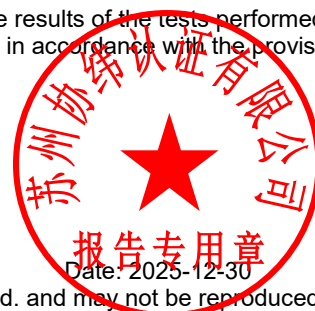 e results of the tests performed
in accordance with the provis
苏州协纬认证有限公司
报告专用章
Date: 2025-12-30
d. and may not be reproduced